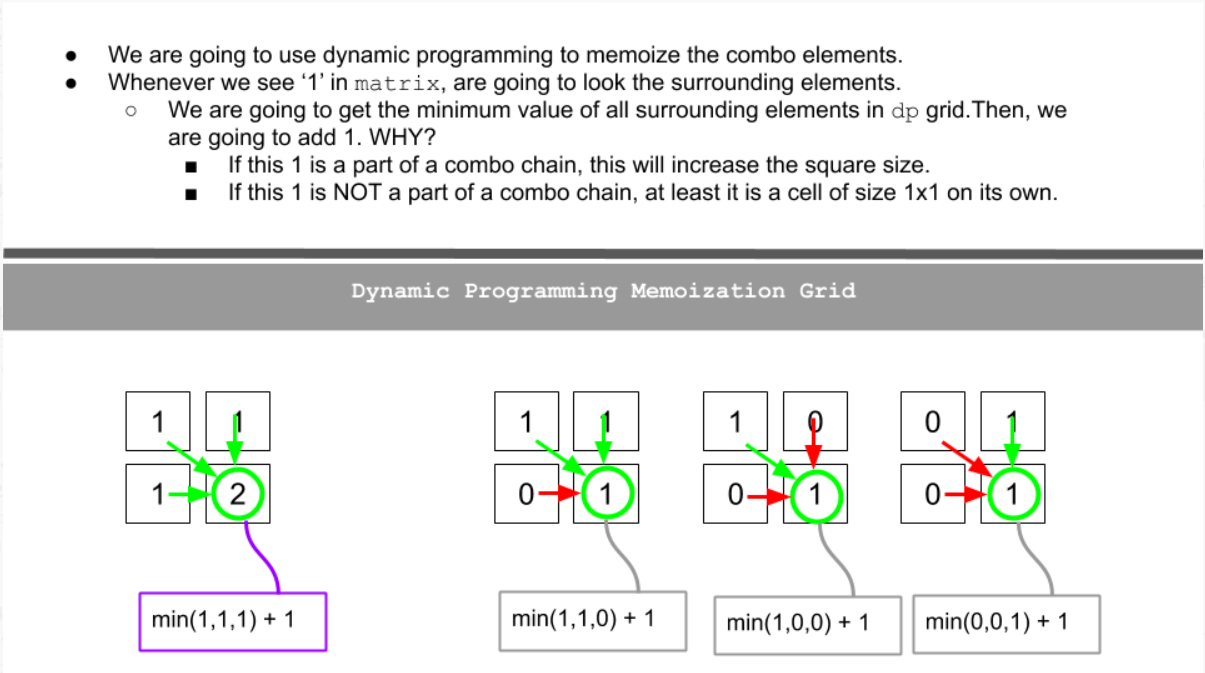 ● We are going to use dynamic programming to memoize the combo elements.
● Whenever we see ‘1’ in matrix, are going to look the surrounding elements.
○ We are going to get the minimum value of all surrounding elements in dp grid.Then, we
are going to add 1. WHY?
■ If this 1 is a part of a combo chain, this will increase the square size.
■ If this 1 is NOT a part of a combo chain, at least it is a cell of size 1x1 on its own.
Dynamic Programming Memoization Grid
1 1 1 1 1 0 0 1
1 2 0 1 0 1 0 1
min(1,1,1) + 1 min(1,1,0) + 1 min(1,0,0) + 1 min(0,0,1) + 1